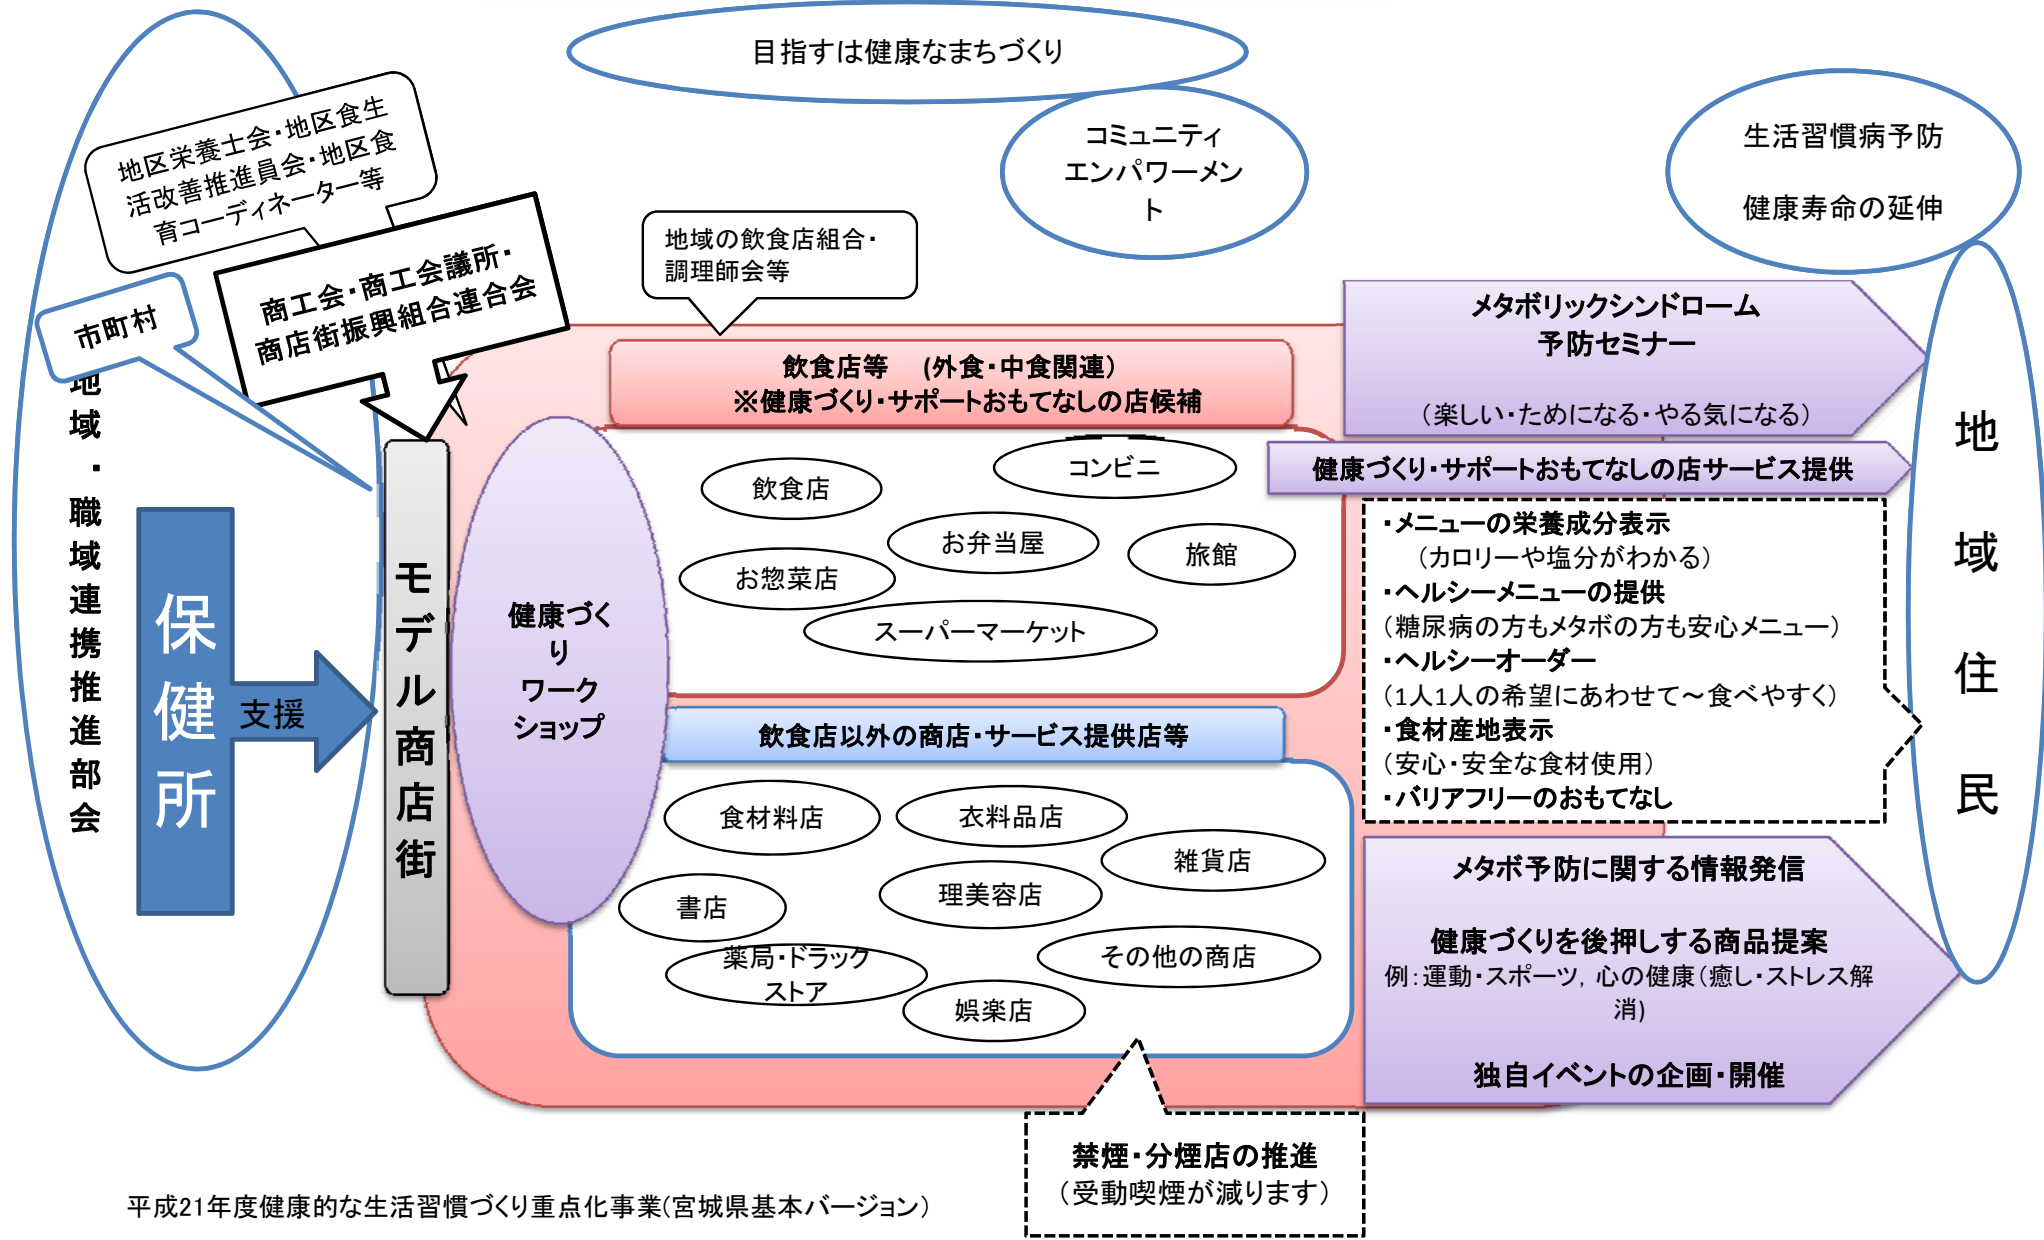 目指すは健康なまちづくり
コミュニティ
エンパワーメン
ト
生活習慣病予防
健康寿命の延伸
地区栄養士会・地区食生
活改善推進員会・地区食
育コーディネーター等
商工会・商工会議所・
商店街振興組合連合会
市町村
地域・職域連携推進部会
保健所
支援
モデル商店街
健康づく
り
ワーク
ショップ
地域の飲食店組合・
調理師会等
飲食店等　(外食・中食関連）
※健康づくり・サポートおもてなしの店候補
コンビニ
飲食店
お弁当屋
旅館
お惣菜店
スーパーマーケット
飲食店以外の商店・サービス提供店等
食材料店
衣料品店
雑貨店
理美容店
書店
薬局・ドラック
ストア
その他の商店
娯楽店
メタボリックシンドローム
予防セミナー
（楽しい・ためになる・やる気になる）
健康づくり・サポートおもてなしの店サービス提供
・メニューの栄養成分表示
（カロリーや塩分がわかる）
・ヘルシーメニューの提供
（糖尿病の方もメタボの方も安心メニュー）
・ヘルシーオーダー
（1人1人の希望にあわせて～食べやすく）
・食材産地表示
（安心・安全な食材使用）
・バリアフリーのおもてなし
メタボ予防に関する情報発信
健康づくりを後押しする商品提案
例：運動・スポーツ，心の健康（癒し・ストレス解
消)
独自イベントの企画・開催
地域住民
禁煙・分煙店の推進
（受動喫煙が減ります）
平成21年度健康的な生活習慣づくり重点化事業(宮城県基本バージョン）